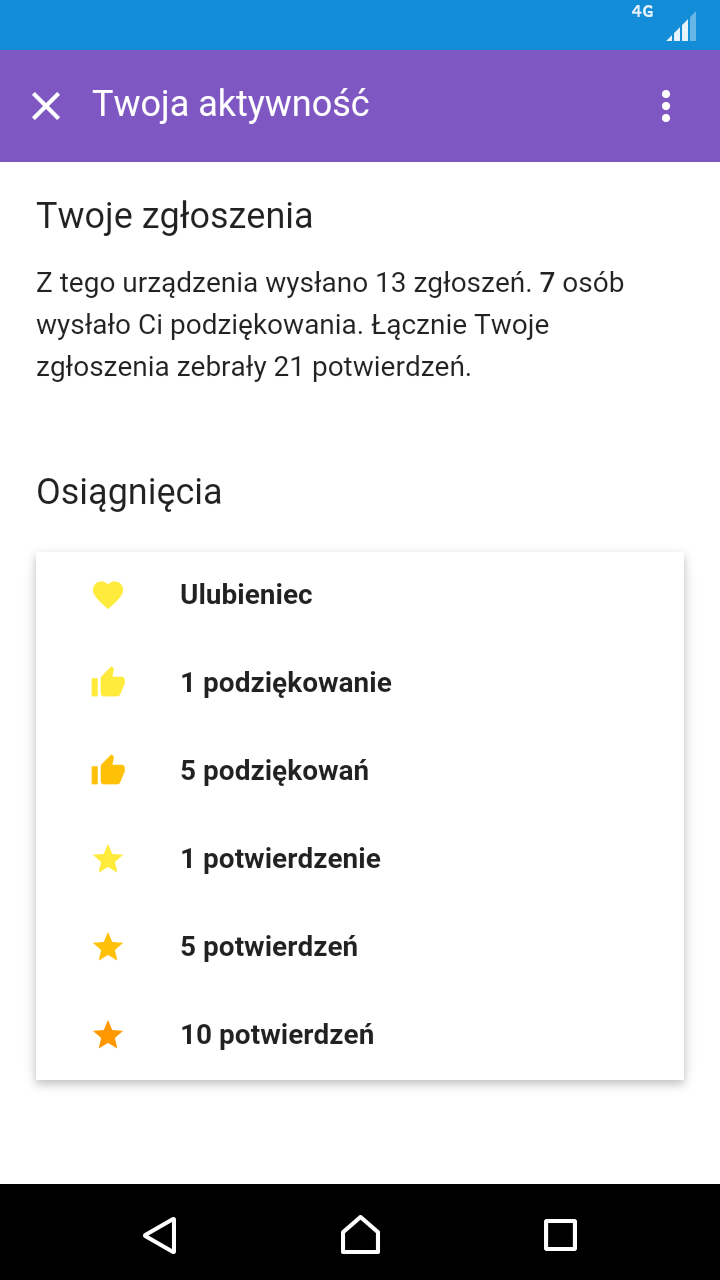 4G
Twoja aktywność
Twoje zgłoszenia
Z tego urządzenia wysłano 13 zgłoszeń. 7 osób
wysłało Ci podziękowania. Łącznie Twoje
zgłoszenia zebrały 21 potwierdzeń.
Osiągnięcia
Ulubieniec
1 podziękowanie
5 podziękowań
1 potwierdzenie
5 potwierdzeń
10 potwierdzeń